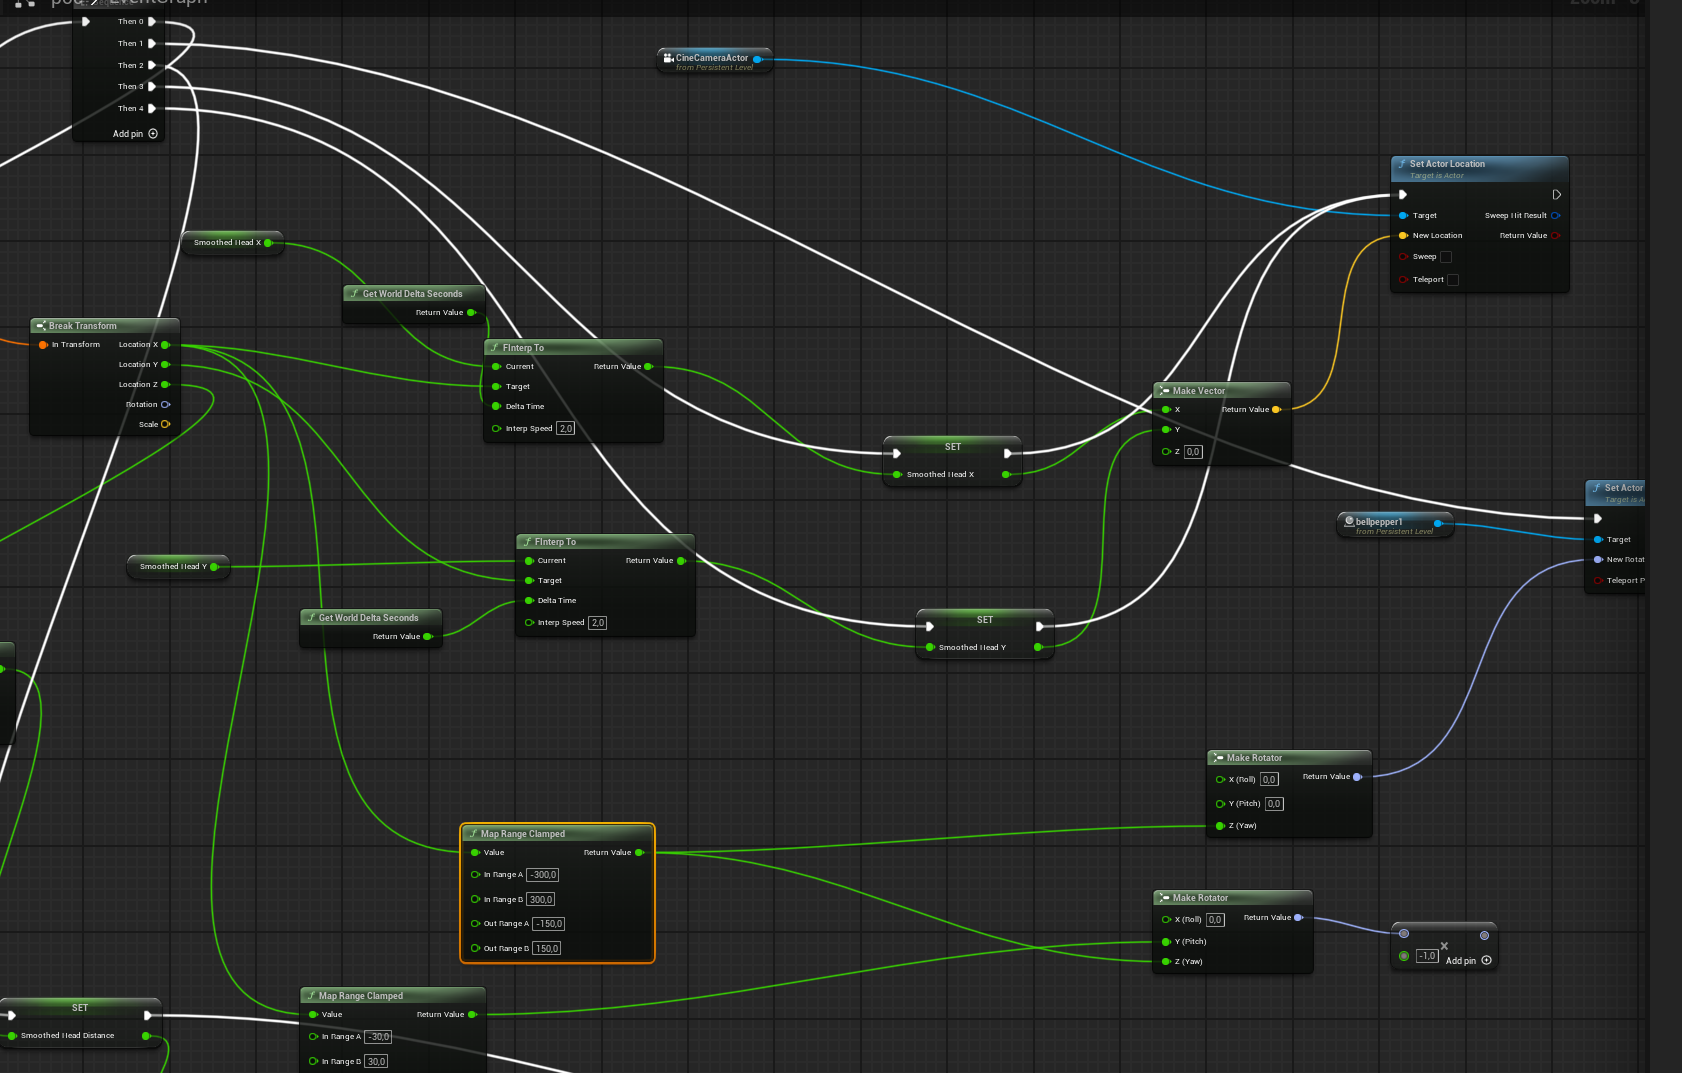 EventGraph
Then 0
Then 1
Then 2
Then 3
Then 4
Add pin
CineCameraActor
from Persistent Level
Set Actor Location
Target is Actor
Target
Sweep Hit Result
New Location
Return Value
Sweep
Teleport
Smoothed Head X
Get World Delta Seconds
Return Value
Break Transform
In Transform
Location X
Location Y
Location Z
Rotation
Scale
FInterp To
Current
Return Value
Target
Delta Time
Interp Speed 2,0
Make Vector
X
Return Value
Y
Z 0,0
SET
Smoothed Head X
Set Actor
Target is A
bellpepper1
from Persistent Level
Target
New Rotat
Teleport P
FInterp To
Current
Return Value
Target
Delta Time
Interp Speed 2,0
Smoothed Head Y
Get World Delta Seconds
Return Value
SET
Smoothed Head Y
Make Rotator
X (Roll) 0,0
Return Value
Y (Pitch) 0,0
Z (Yaw)
Map Range Clamped
Value
Return Value
In Range A -300,0
In Range B 300,0
Out Range A -150,0
Out Range B 150,0
Make Rotator
X (Roll) 0,0
Return Value
Y (Pitch)
Z (Yaw)
-1,0
Add pin
SET
Smoothed Head Distance
Map Range Clamped
Value
Return Value
In Range A -30,0
In Range B 30,0